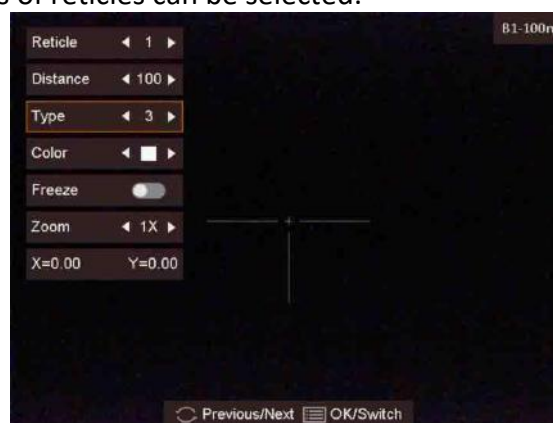 s of reticles can be selected.
B1-100m
Reticle 1
Distance 100
Type 3
Color
Freeze
Zoom 1X
X=0.00 Y=0.00
Previous/Next OK/Switch